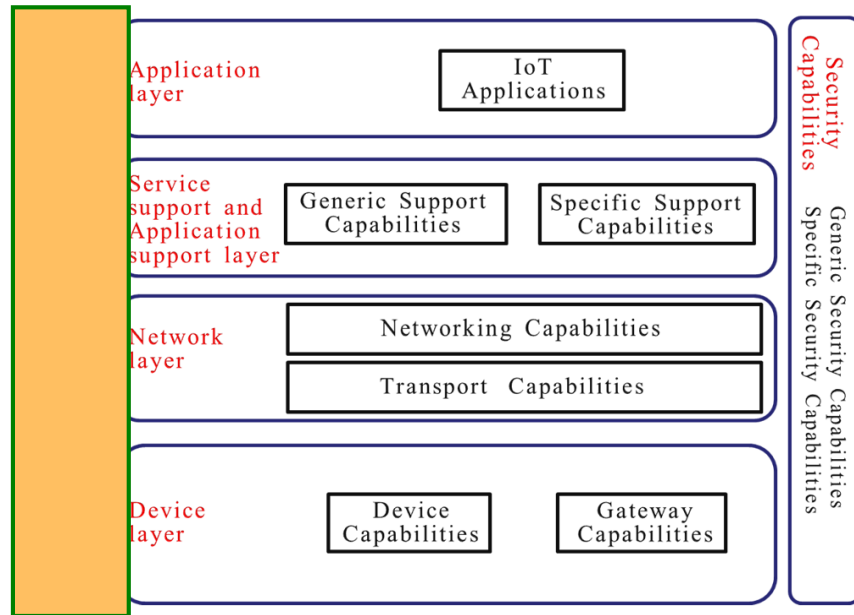 Application
layer
IoT
Applications
Service
support and
Application
support layer
Generic Support
Capabilities
Specific Support
Capabilities
Network
layer
Networking Capabilities
Transport Capabilities
Device
layer
Device
Capabilities
Gateway
Capabilities
Security
Capabilities
Generic Security Capabilities
Specific Security Capabilities